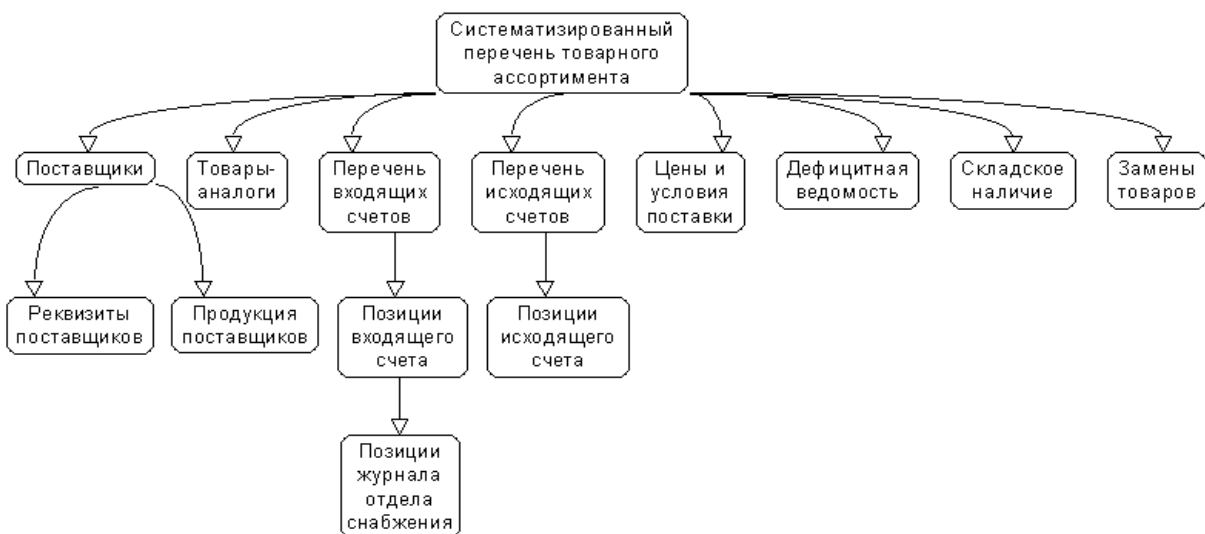 Систематизированный
перечень товарного
ассортимента
Поставщики
Товары-
аналоги
Перечень
входящих
счетов
Перечень
исходящих
счетов
Цены и
условия
поставки
Дефицитная
ведомость
Складское
наличие
Замены
товаров
Реквизиты
поставщиков
Продукция
поставщиков
Позиции
входящего
счета
Позиции
исходящего
счета
Позиции
журнала
отдела
снабжения